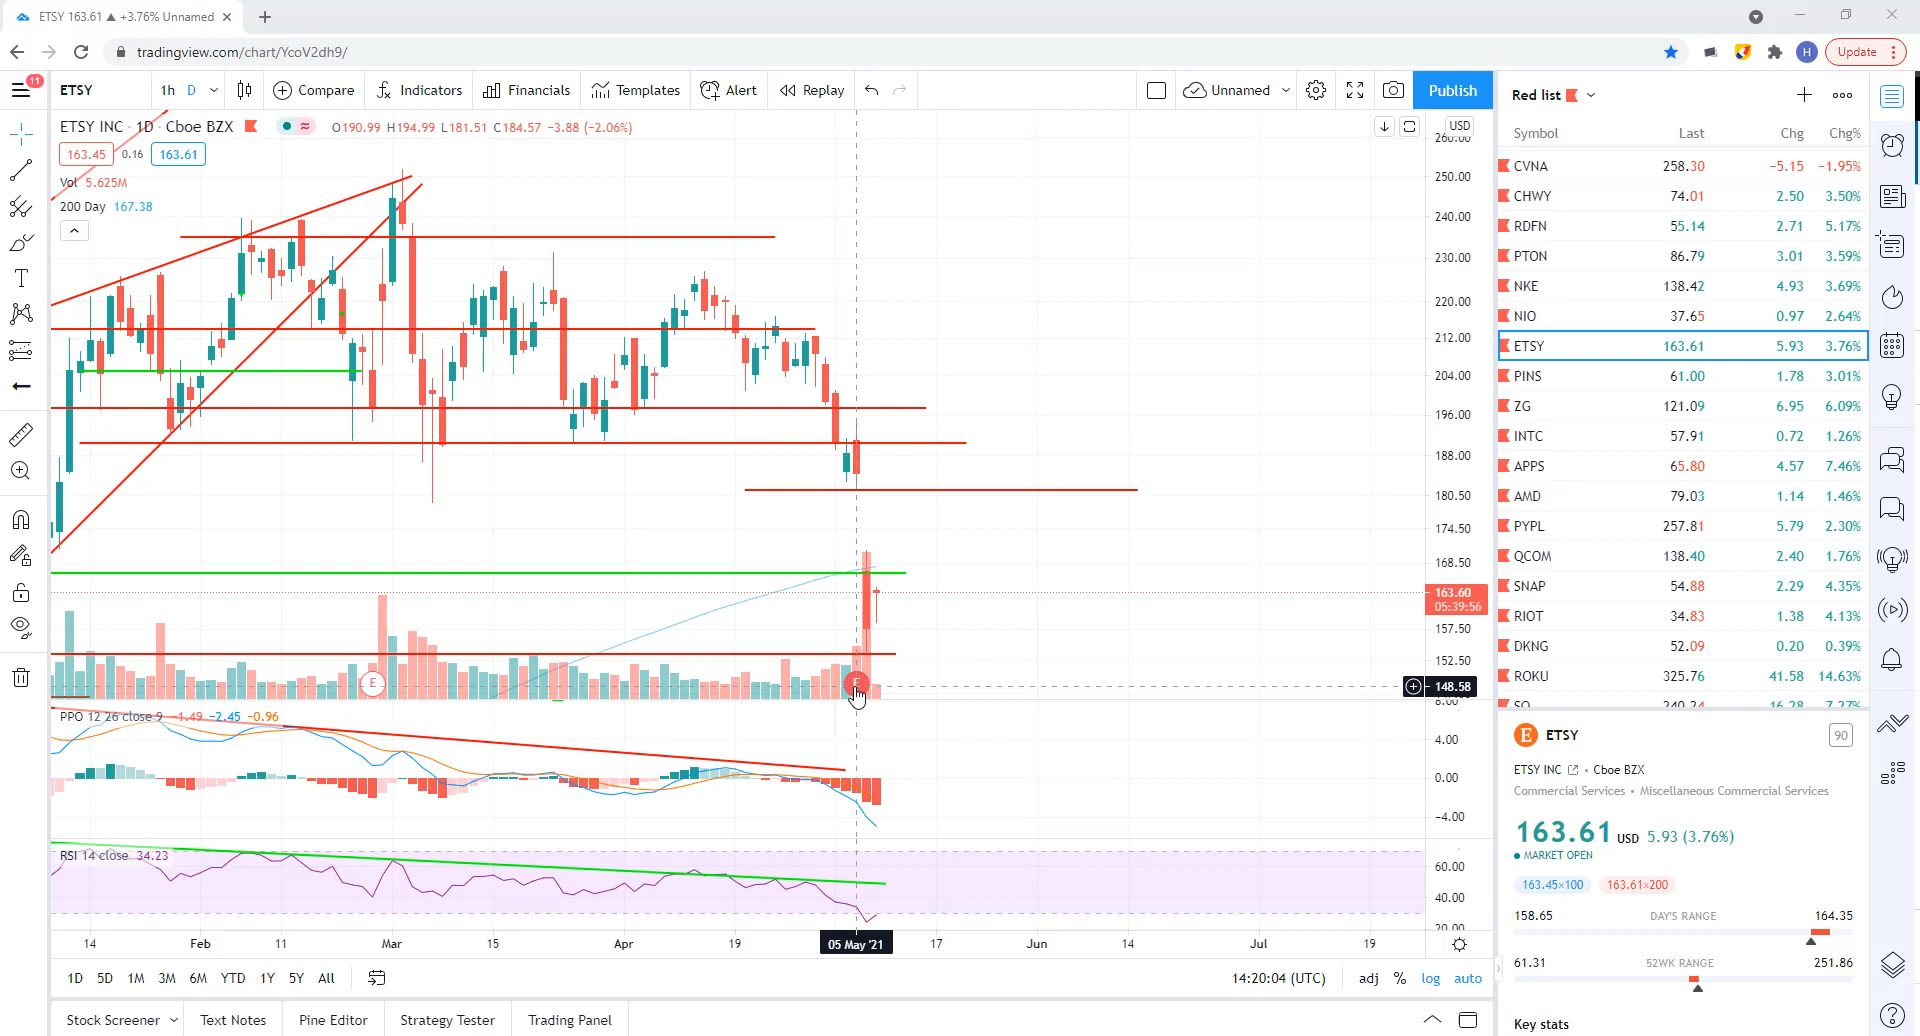 ETSY 163.61 ▲ +3.76% Unnamed
tradingview.com/chart/YcoV2dh9/
H
Update
11
ETSY
1h D
Compare
Indicators
Financials
Templates
Alert
Replay
Unnamed
Publish
ETSY INC · 1D · Cboe BZX
O190.99 H194.99 L181.51 C184.57 −3.88 (−2.06%)
163.45 0.16 163.61
Vol 5.625M
200 Day 167.38
USD
260.00
250.00
240.00
230.00
220.00
212.00
204.00
196.00
188.00
180.50
174.50
168.50
163.60
05:39:56
157.50
152.50
148.58
E
PPO 12 26 close 9 −1.49 −2.45 −0.96
8.00
4.00
0.00
−4.00
RSI 14 close 34.23
60.00
40.00
20.00
14 Feb 11 Mar 15 Apr 19 05 May '21 17 Jun 14 Jul 19
1D 5D 1M 3M 6M YTD 1Y 5Y All
14:20:04 (UTC) adj % log auto
Stock Screener Text Notes Pine Editor Strategy Tester Trading Panel
Red list
Symbol Last Chg Chg%
CVNA 258.30 −5.15 −1.95%
CHWY 74.01 2.50 3.50%
RDFN 55.14 2.71 5.17%
PTON 86.79 3.01 3.59%
NKE 138.42 4.93 3.69%
NIO 37.65 0.97 2.64%
ETSY 163.61 5.93 3.76%
PINS 61.00 1.78 3.01%
ZG 121.09 6.95 6.09%
INTC 57.91 0.72 1.26%
APPS 65.80 4.57 7.46%
AMD 79.03 1.14 1.46%
PYPL 257.81 5.79 2.30%
QCOM 138.40 2.40 1.76%
SNAP 54.88 2.29 4.35%
RIOT 34.83 1.38 4.13%
DKNG 52.09 0.20 0.39%
ROKU 325.76 41.58 14.63%
SQ 240.24 16.28 7.27%
E ETSY 90
ETSY INC • Cboe BZX
Commercial Services • Miscellaneous Commercial Services
163.61 USD 5.93 (3.76%)
MARKET OPEN
163.45×100 163.61×200
158.65 DAY'S RANGE 164.35
61.31 52WK RANGE 251.86
Key stats